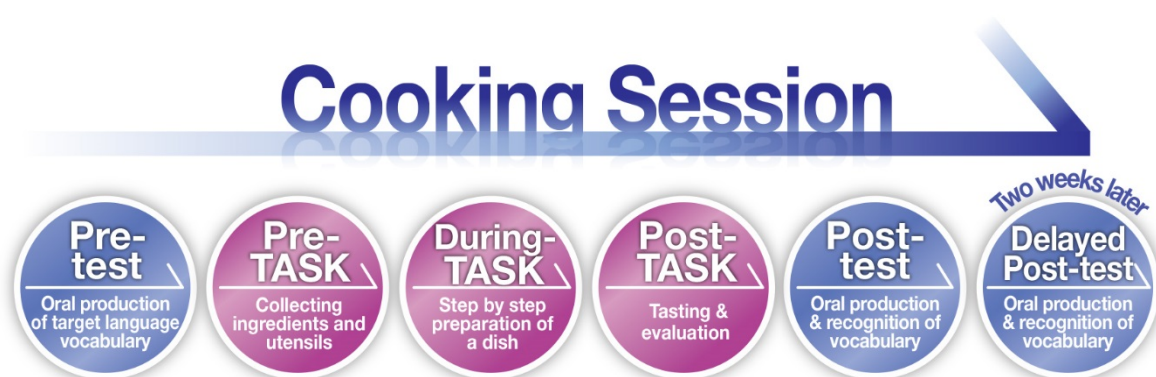 Cooking Session
Two weeks later
Pre-
test
Oral production
of target language
vocabulary
Pre-
TASK
Collecting
ingredients and
utensils
During-
TASK
Step by step
preparation of
a dish
Post-
TASK
Tasting &
evaluation
Post-
test
Oral production
& recognition of
vocabulary
Delayed
Post-test
Oral production
& recognition of
vocabulary